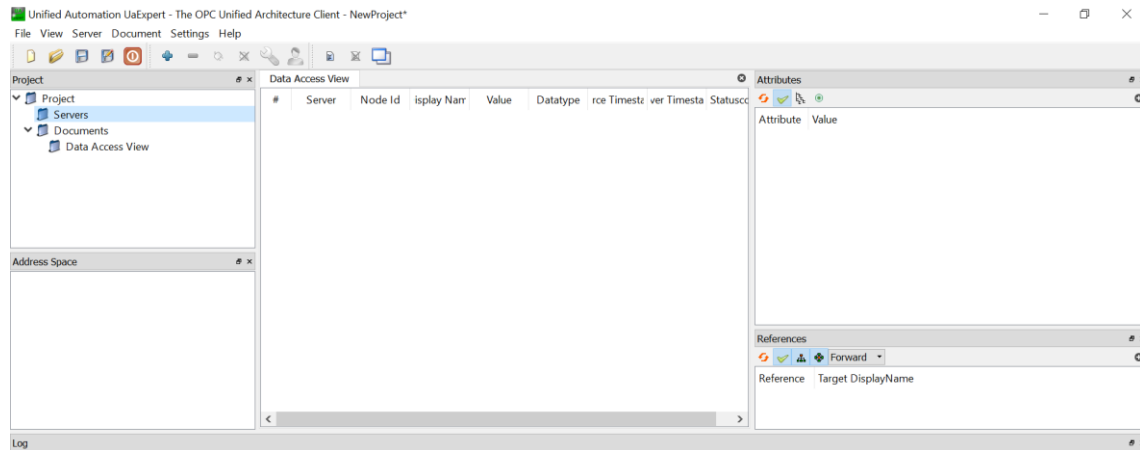 Unified Automation UaExpert - The OPC Unified Architecture Client - NewProject*
File View Server Document Settings Help
Project
Project
Servers
Documents
Data Access View
Address Space
Data Access View
# Server Node Id isplay Nam Value Datatype rce Timesta ver Timesta Statusco
Attributes
Attribute Value
References
Forward
Reference Target DisplayName
Log